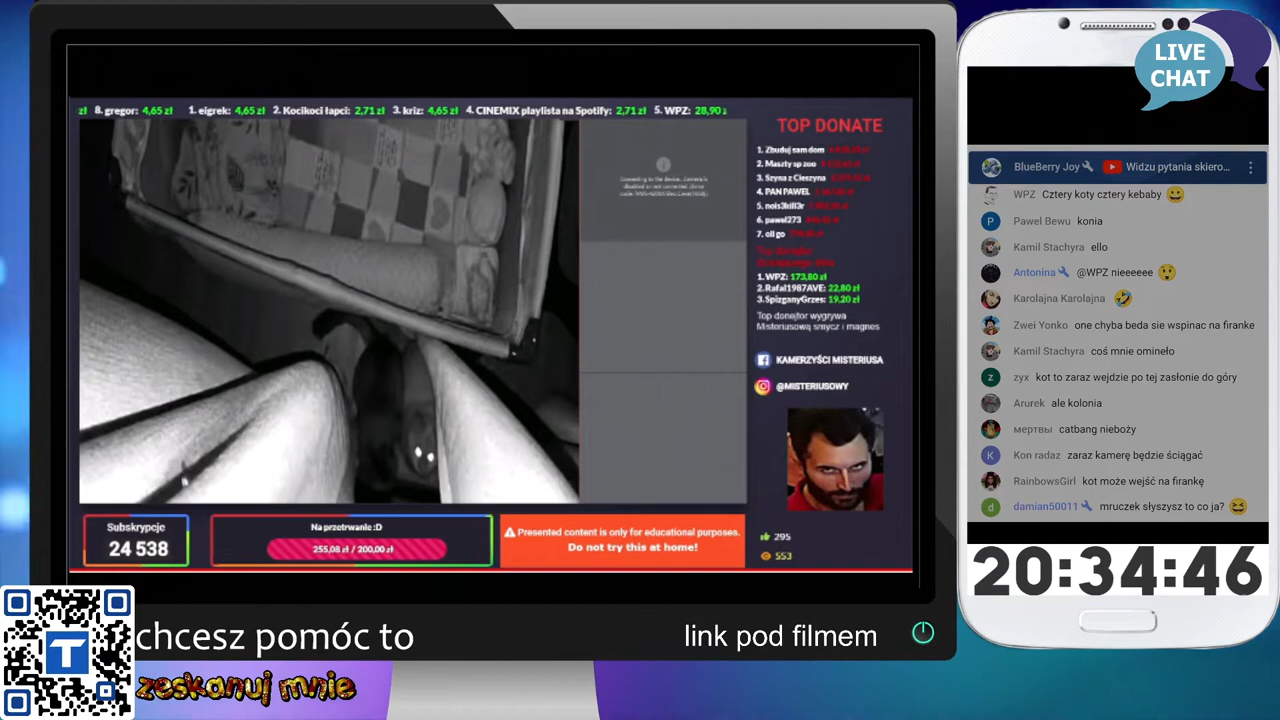 LIVE
CHAT
zł 8. gregor: 4,65 zł 1. eigrek: 4,65 zł 2. Kocikoci łapci: 2,71 zł 3. kriz: 4,65 zł 4. CINEMIX playlista na Spotify: 2,71 zł 5. WPZ: 28,90 z
TOP DONATE
1. Zbuduj sam dom
2. Maszty sp zoo
3. Szyna z Cieszyna
4. PAN PAWEL
5. nois3kill3r
6. pawel273
7. oll go
1. WPZ: 173,80 zł
2. Rafal1987AVE: 22,80 zł
3. SpizganyGrzes: 19,20 zł
Top donejtor wygrywa
Misteriusową smycz i magnes
KAMERZYŚCI MISTERIUSA
@MISTERIUSOWY
295
553
Subskrypcje
24 538
Na przetrwanie :D
255,08 zł / 200,00 zł
Presented content is only for educational purposes.
Do not try this at home!
BlueBerry Joy Widzu pytania skiero...
WPZ Cztery koty cztery kebaby
Pawel Bewu konia
Kamil Stachyra ello
Antonina @WPZ nieeeeee
Karolajna Karolajna
Zwei Yonko one chyba beda sie wspinac na firanke
Kamil Stachyra coś mnie omineło
zyx kot to zaraz wejdzie po tej zasłonie do góry
Arurek ale kolonia
мертвы catbang nieboży
Kon radaz zaraz kamerę będzie ściągać
RainbowsGirl kot może wejść na firankę
damian50011 mruczek słyszysz to co ja?
20:34:46
chcesz pomóc to
link pod filmem
zeskanuj mnie